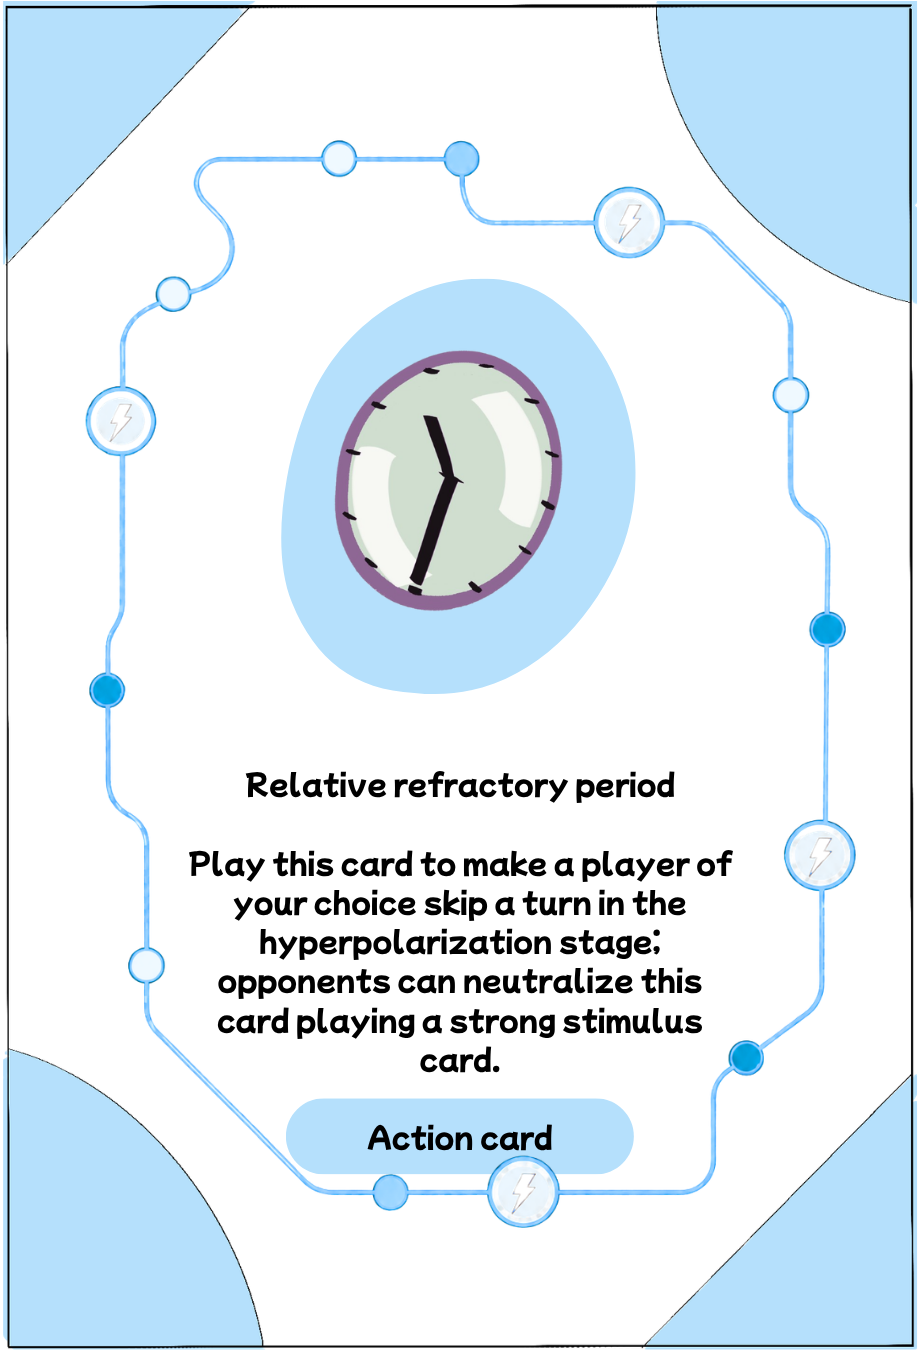 Relative refractory period
Play this card to make a player of
your choice skip a turn in the
hyperpolarization stage;
opponents can neutralize this
card playing a strong stimulus
card.
Action card